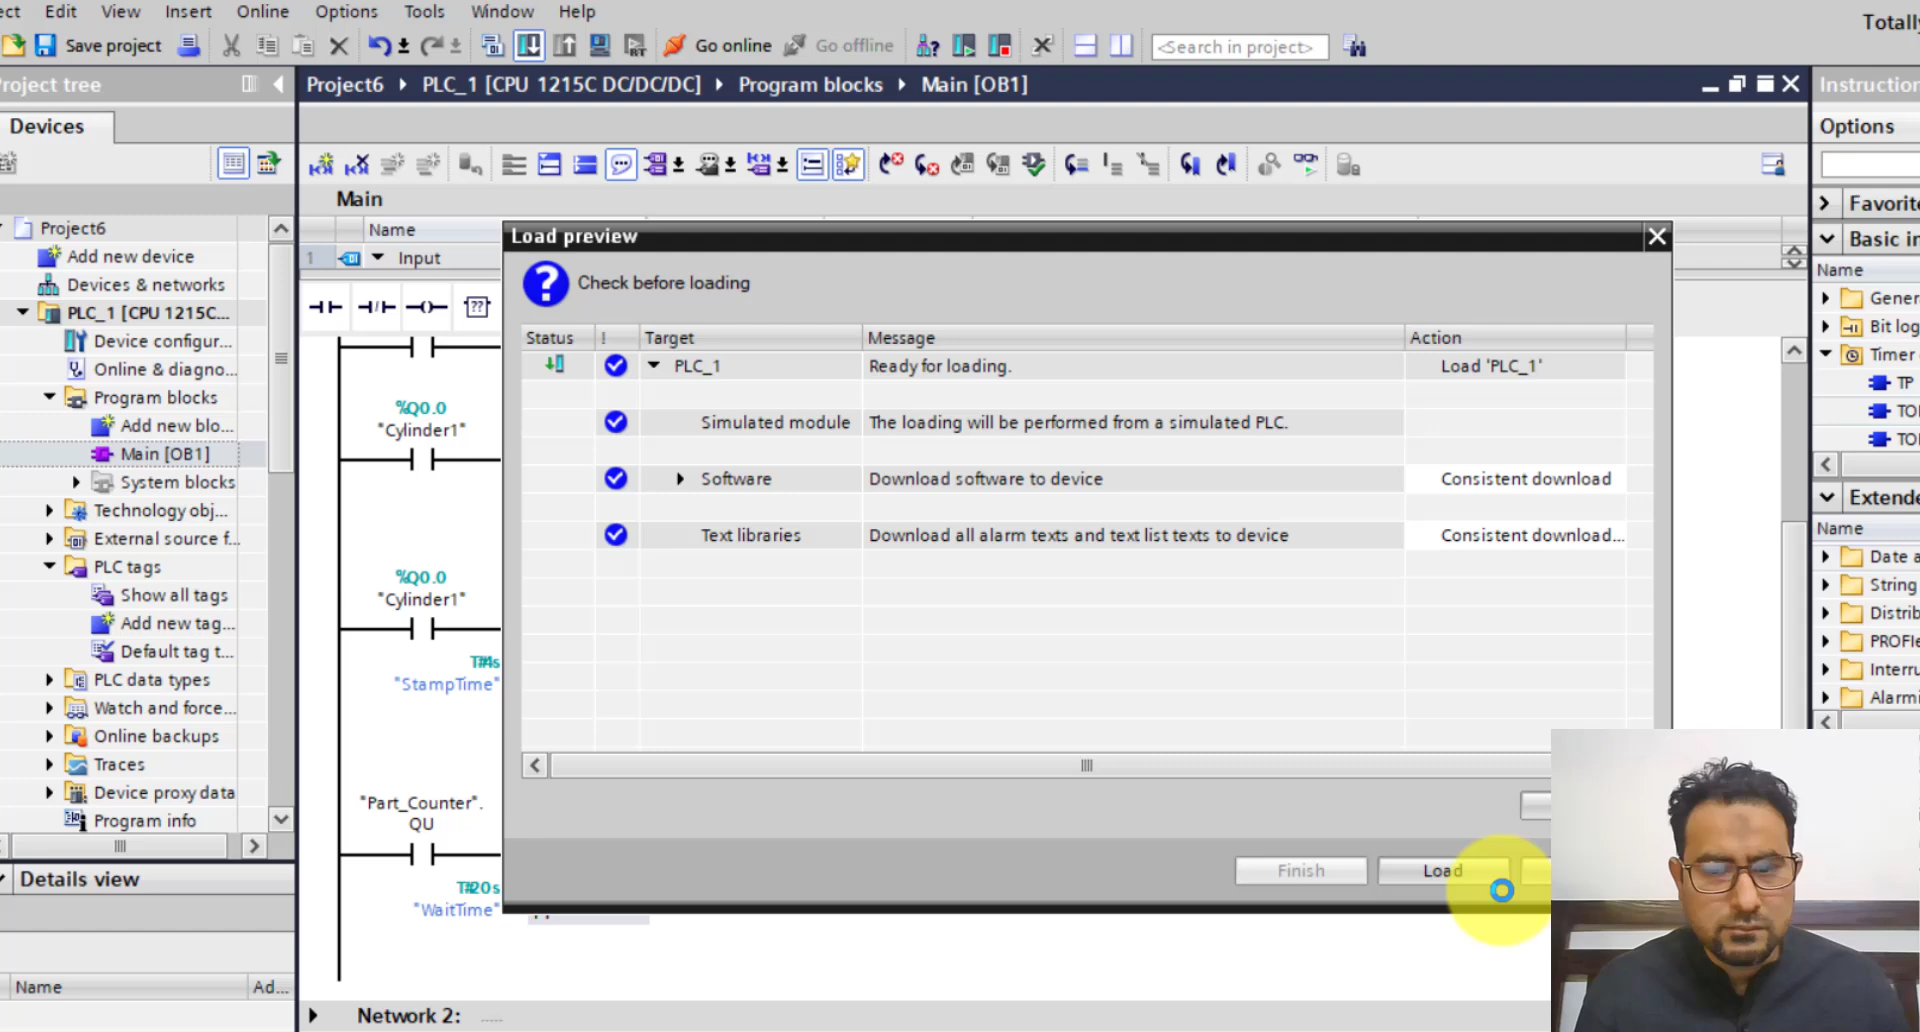 ect Edit View Insert Online Options Tools Window Help
Totally
Save project
Go online
Go offline
<Search in project>
Project tree
Project6 PLC_1 [CPU 1215C DC/DC/DC] Program blocks Main [OB1]
Instruction
Devices
Options
Main
Project6
Add new device
Devices & networks
PLC_1 [CPU 1215C...
Device configur...
Online & diagno...
Program blocks
Add new blo...
Main [OB1]
System blocks
Technology obj...
External source f...
PLC tags
Show all tags
Add new tag...
Default tag t...
PLC data types
Watch and force...
Online backups
Traces
Device proxy data
Program info
Details view
Name Ad...
Name
1 Input
??
%Q0.0
"Cylinder1"
%Q0.0
"Cylinder1"
T#4s
"StampTime"
"Part_Counter".
QU
T#20s
"WaitTime"
Network 2: .....
Load preview
? Check before loading
Status ! Target Message Action
PLC_1 Ready for loading. Load 'PLC_1'
Simulated module The loading will be performed from a simulated PLC.
Software Download software to device Consistent download
Text libraries Download all alarm texts and text list texts to device Consistent download...
Finish Load
Favorite
Basic in
Name
Gener
Bit log
Timer
TP
TO
TO
Extende
Name
Date a
String
Distrib
PROFIe
Interru
Alarmi